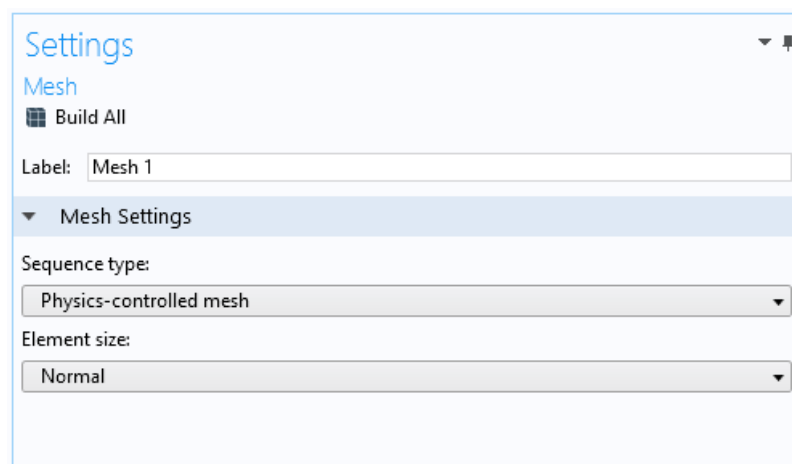 Settings
Mesh
Build All
Label: Mesh 1
Mesh Settings
Sequence type:
Physics-controlled mesh
Element size:
Normal